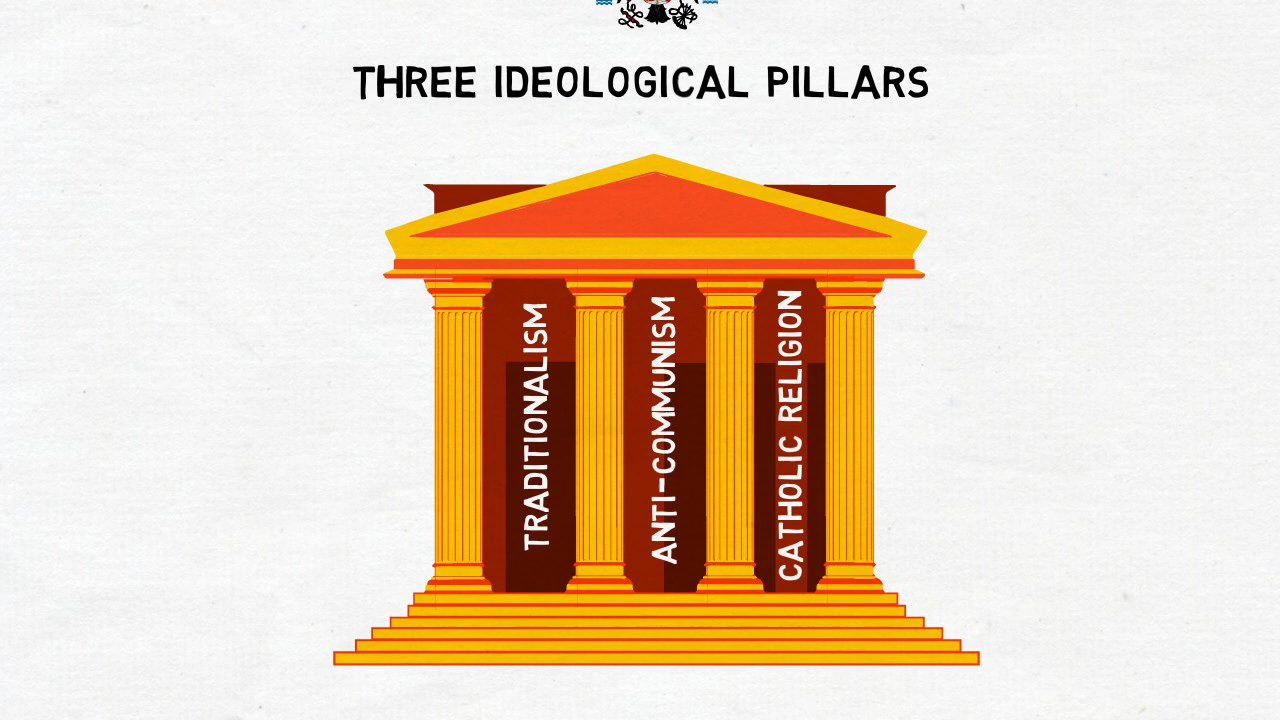 THREE IDEOLOGICAL PILLARS
TRADITIONALISM
ANTI-COMMUNISM
CATHOLIC RELIGION